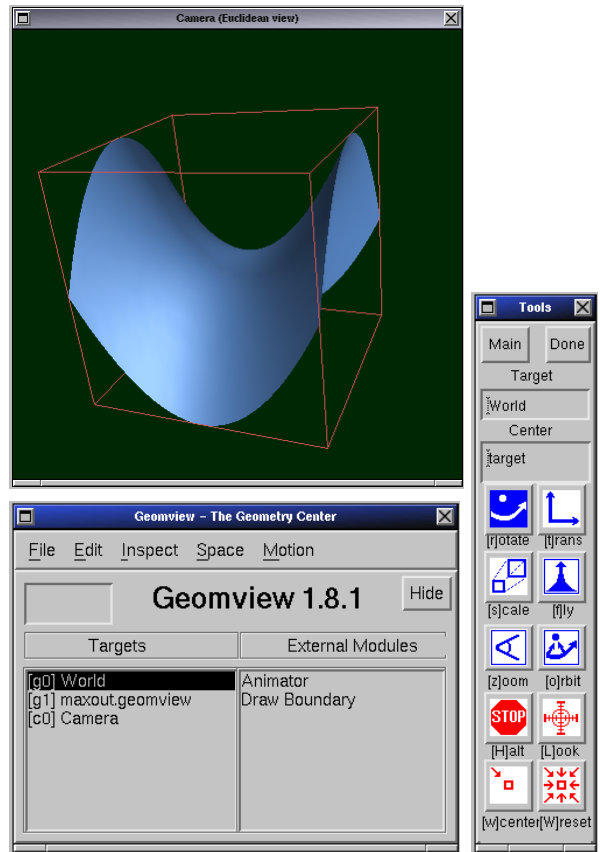 Camera (Euclidean view)
Geomview – The Geometry Center
File Edit Inspect Space Motion
Geomview 1.8.1
Hide
Targets External Modules
[g0] World
[g1] maxout.geomview
[c0] Camera
Animator
Draw Boundary
Tools
Main Done
Target
World
Center
target
[r]otate [t]rans
[s]cale [f]ly
[z]oom [o]rbit
STOP
[H]alt [L]ook
[w]center [W]reset